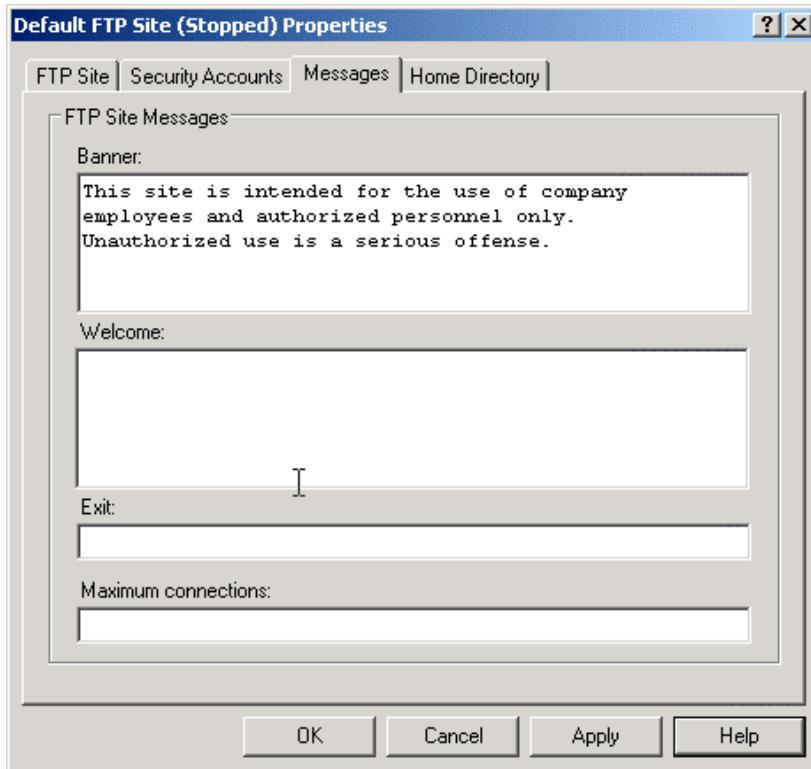 Default FTP Site (Stopped) Properties
FTP Site Security Accounts Messages Home Directory
FTP Site Messages
Banner:
This site is intended for the use of company
employees and authorized personnel only.
Unauthorized use is a serious offense.
Welcome:
Exit:
Maximum connections:
OK Cancel Apply Help